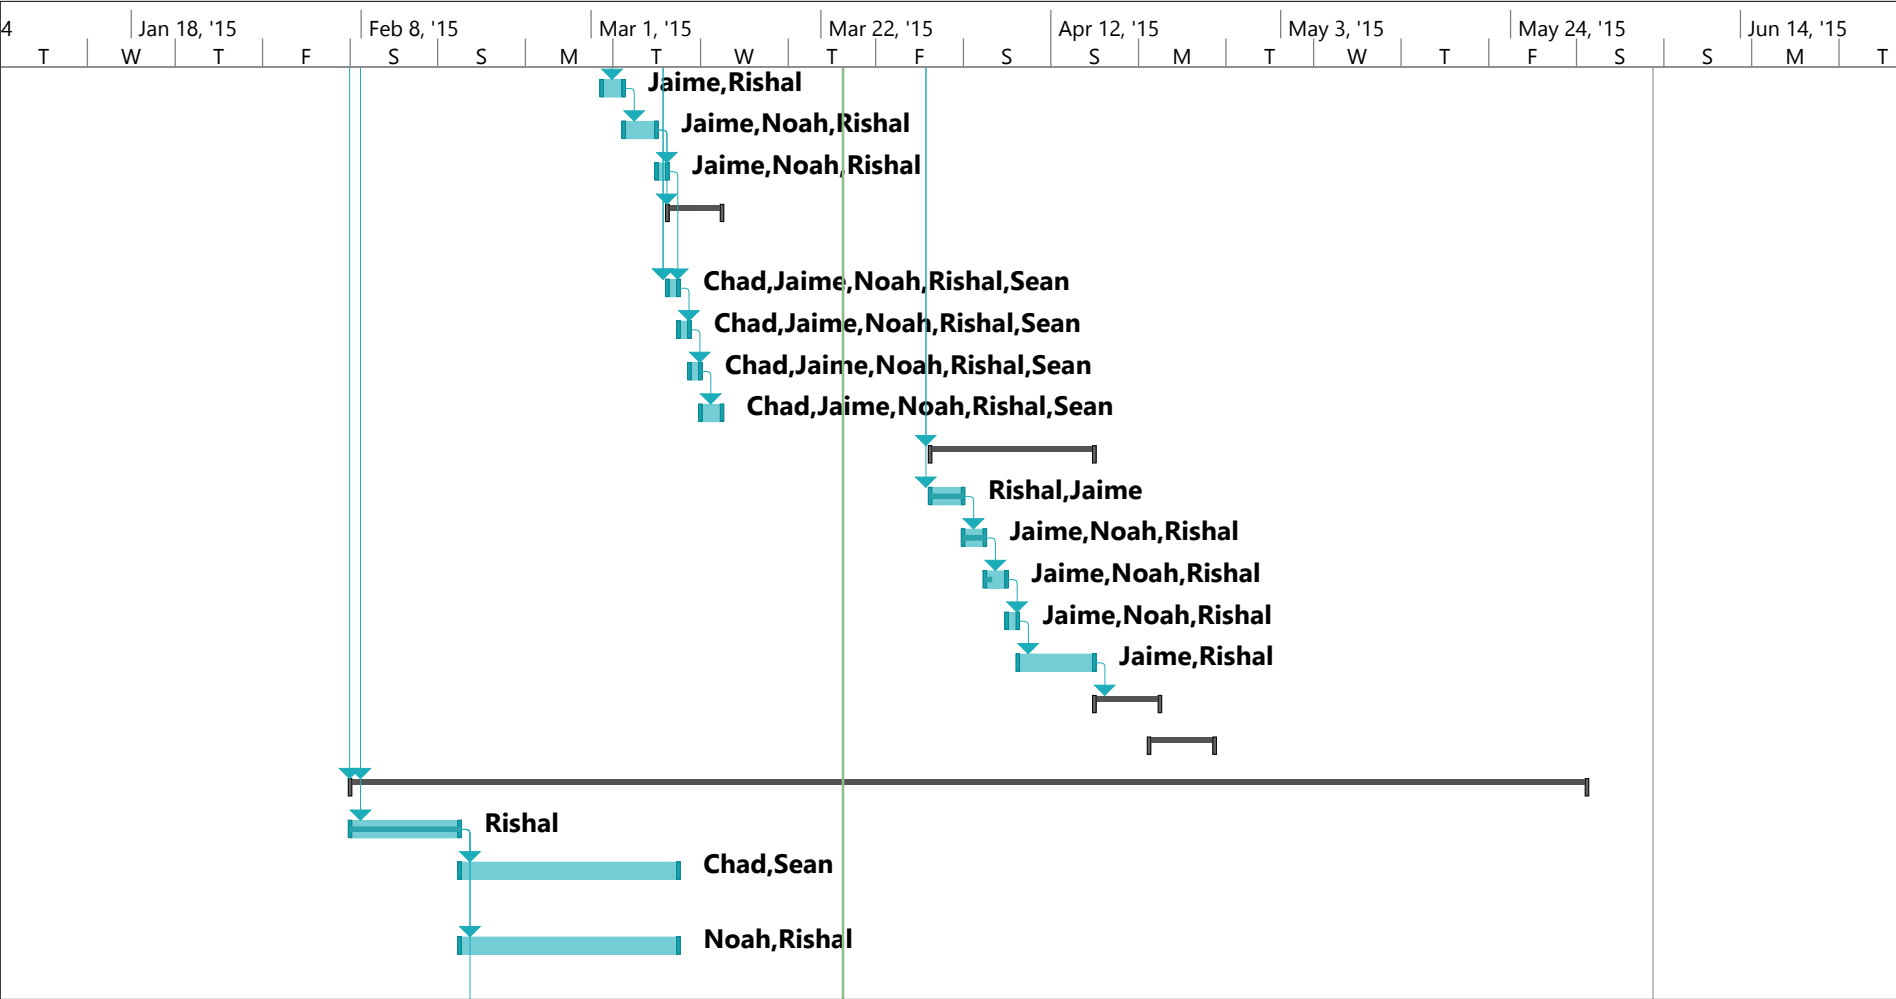 4 Jan 18, '15 Feb 8, '15 Mar 1, '15 Mar 22, '15 Apr 12, '15 May 3, '15 May 24, '15 Jun 14, '15
T W T F S S M T W T F S S M T W T F S S M T
Jaime,Rishal
Jaime,Noah,Rishal
Jaime,Noah,Rishal
Chad,Jaime,Noah,Rishal,Sean
Chad,Jaime,Noah,Rishal,Sean
Chad,Jaime,Noah,Rishal,Sean
Chad,Jaime,Noah,Rishal,Sean
Rishal,Jaime
Jaime,Noah,Rishal
Jaime,Noah,Rishal
Jaime,Noah,Rishal
Jaime,Rishal
Rishal
Chad,Sean
Noah,Rishal